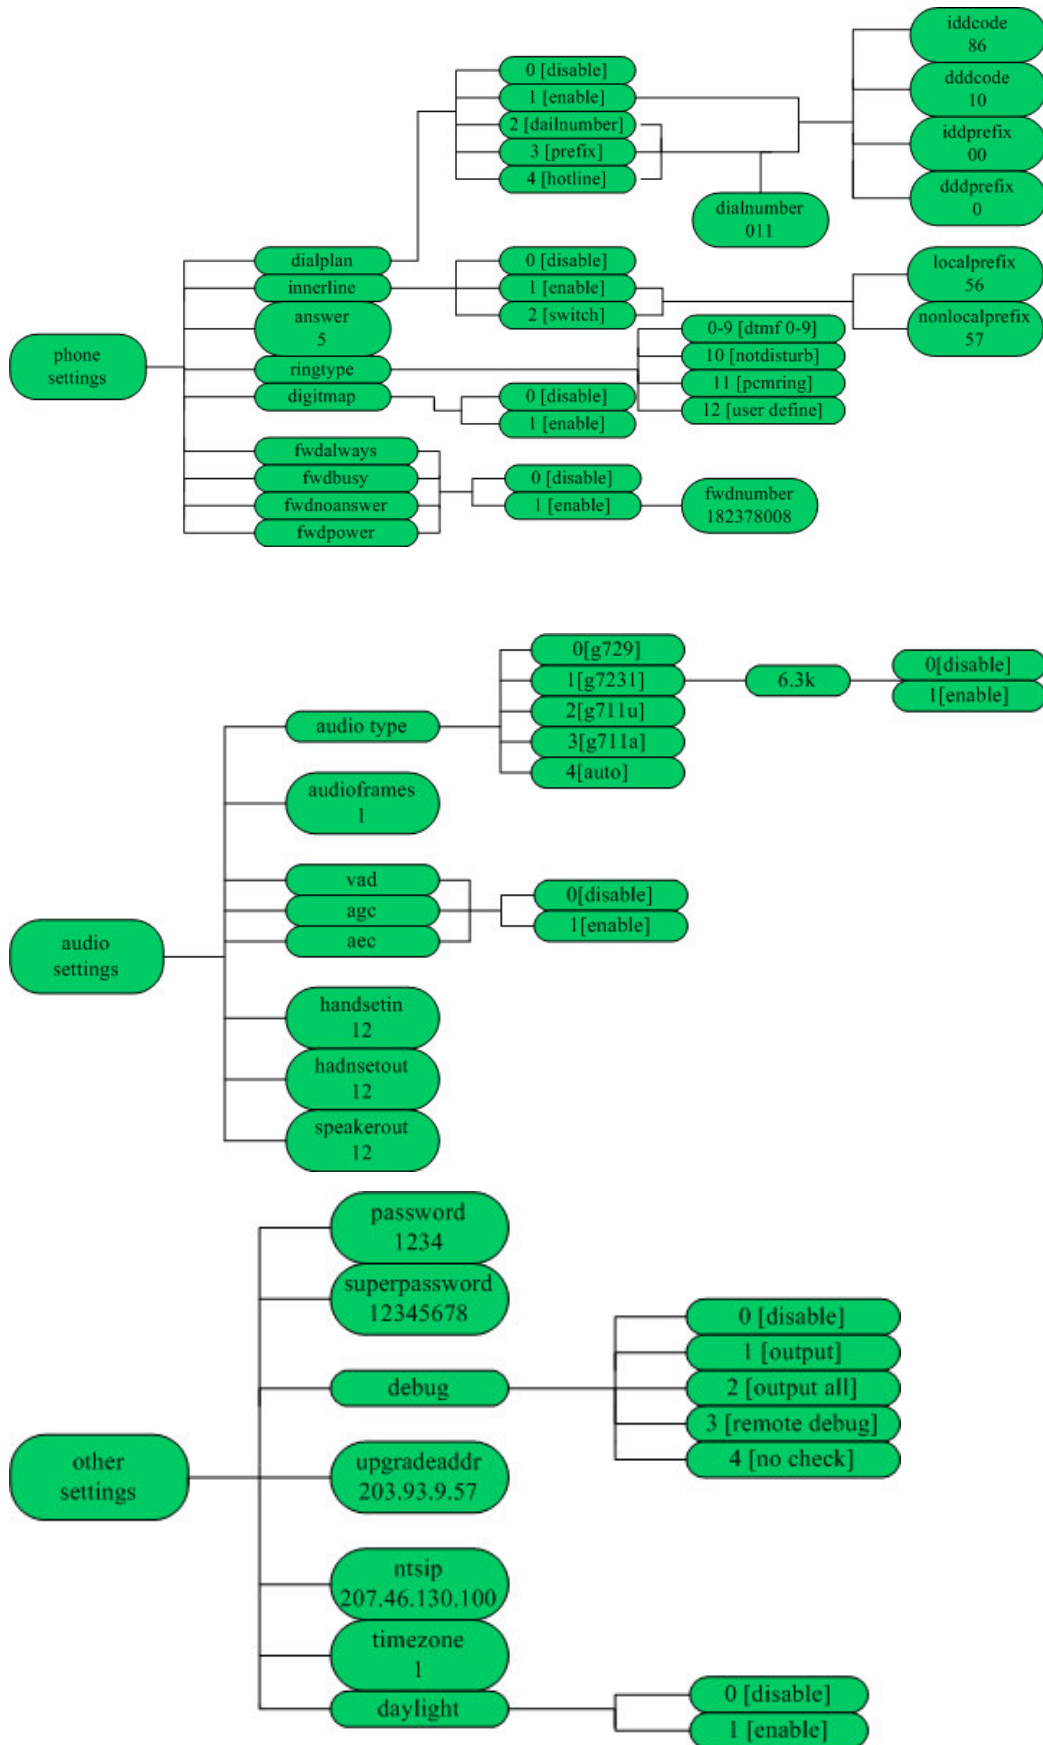 iddcode
86
0 [disable]
dddcode
1 [enable]
10
2 [dailnumber]
iddprefix
3 [prefix]
00
4 [hotline]
dddprefix
dialnumber
0
011
dialplan
0 [disable]
localprefix
innerline
1 [enable]
56
answer
2 [switch]
nonlocalprefix
5
0-9 [dtmf 0-9]
57
phone
settings
10 [notdisturb]
ringtype
11 [pcmring]
digitmap
0 [disable]
12 [user define]
1 [enable]
fwdalways
fwdbusy
0 [disable]
fwdnumber
fwdnoanswer
1 [enable]
182378008
fwdpower
0[g729]
1[g7231]
6.3k
0[disable]
1[enable]
audio type
2[g711u]
3[g711a]
4[auto]
audioframes
1
vad
0[disable]
agc
1[enable]
aec
audio
settings
handsetin
12
hadnsetout
12
speakerout
12
password
1234
superpassword
12345678
0 [disable]
1 [output]
debug
2 [output all]
3 [remote debug]
4 [no check]
other
settings
upgradeaddr
203.93.9.57
ntsip
207.46.130.100
timezone
1
daylight
0 [disable]
1 [enable]